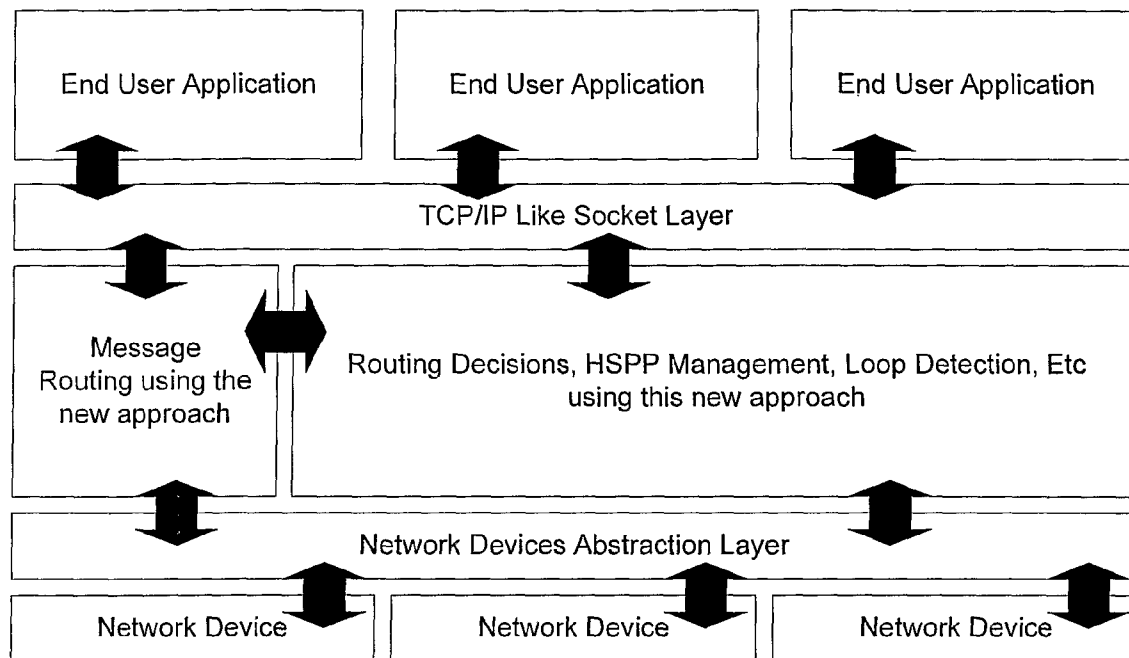 End User Application
End User Application
End User Application
TCP/IP Like Socket Layer
Message
Routing using the
new approach
Routing Decisions, HSPP Management, Loop Detection, Etc
using this new approach
Network Devices Abstraction Layer
Network Device
Network Device
Network Device